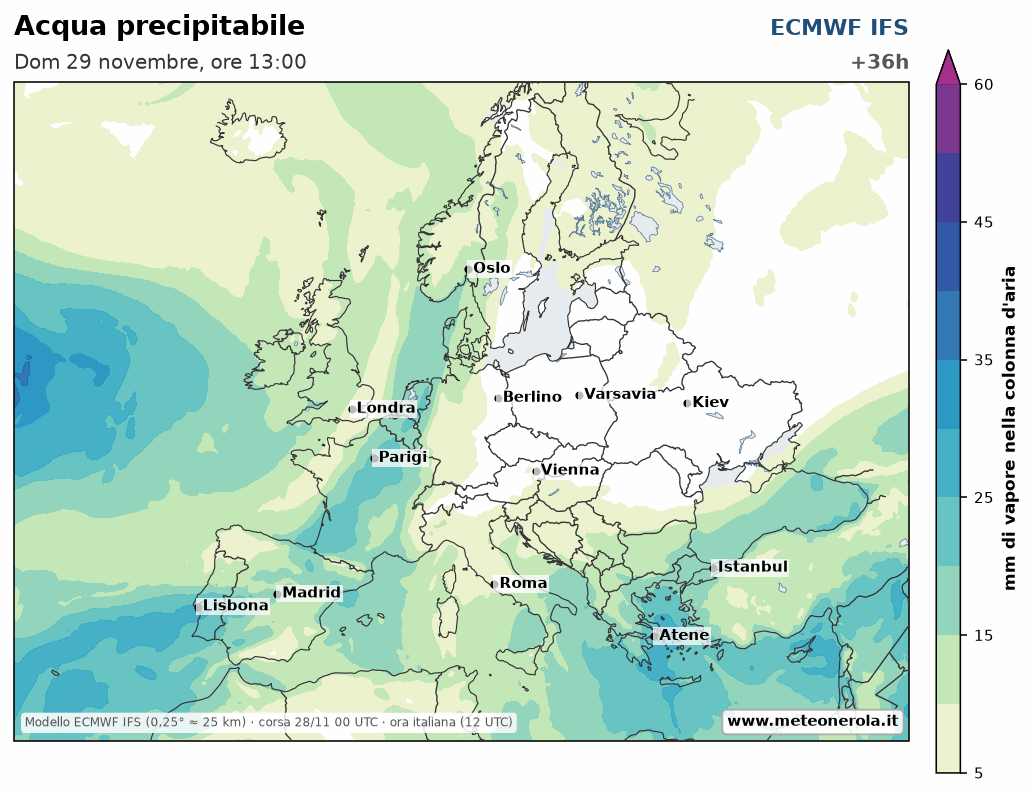 Acqua precipitabile
ECMWF IFS
Dom 29 novembre, ore 13:00
+36h
60
45
35
25
15
5
mm di vapore nella colonna d'aria
Oslo
Londra
Berlino
Varsavia
Kiev
Parigi
Vienna
Istanbul
Roma
Madrid
Lisbona
Atene
Modello ECMWF IFS (0,25° ≈ 25 km) · corsa 28/11 00 UTC · ora italiana (12 UTC)
www.meteonerola.it